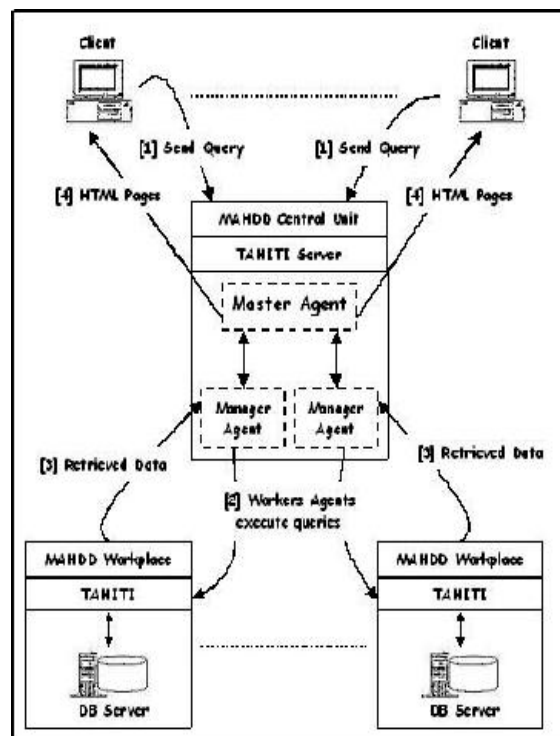 Client
Client
[1] Send Query
[1] Send Query
[4] HTML Pages
[4] HTML Pages
MAHDD Central Unit
TAHITI Server
Master Agent
Manager
Agent
Manager
Agent
[3] Retrieved Data
[3] Retrieved Data
[2] Workers Agents
execute queries
MAHDD Workplace
MAHDD Workplace
TAHITI
TAHITI
DB Server
DB Server